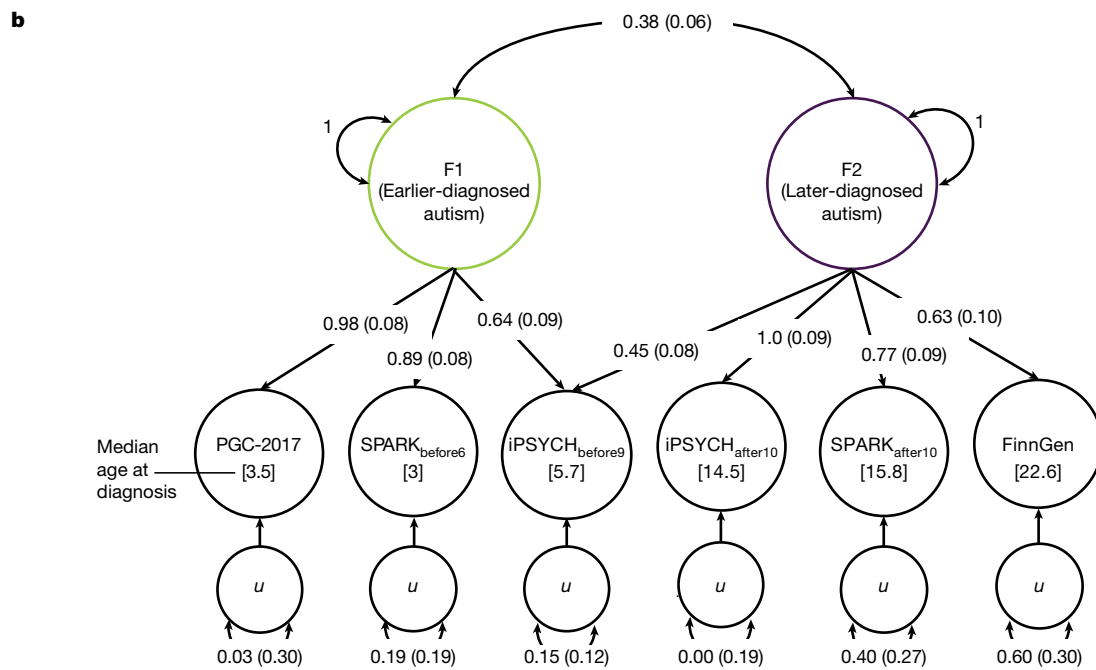 b
0.38 (0.06)
1
1
F1
(Earlier-diagnosed
autism)
F2
(Later-diagnosed
autism)
0.98 (0.08)
0.89 (0.08)
0.64 (0.09)
0.45 (0.08)
1.0 (0.09)
0.77 (0.09)
0.63 (0.10)
Median
age at
diagnosis
PGC-2017
[3.5]
SPARKbefore6
[3]
iPSYCHbefore9
[5.7]
iPSYCHafter10
[14.5]
SPARKafter10
[15.8]
FinnGen
[22.6]
u
u
u
u
u
u
0.03 (0.30)
0.19 (0.19)
0.15 (0.12)
0.00 (0.19)
0.40 (0.27)
0.60 (0.30)